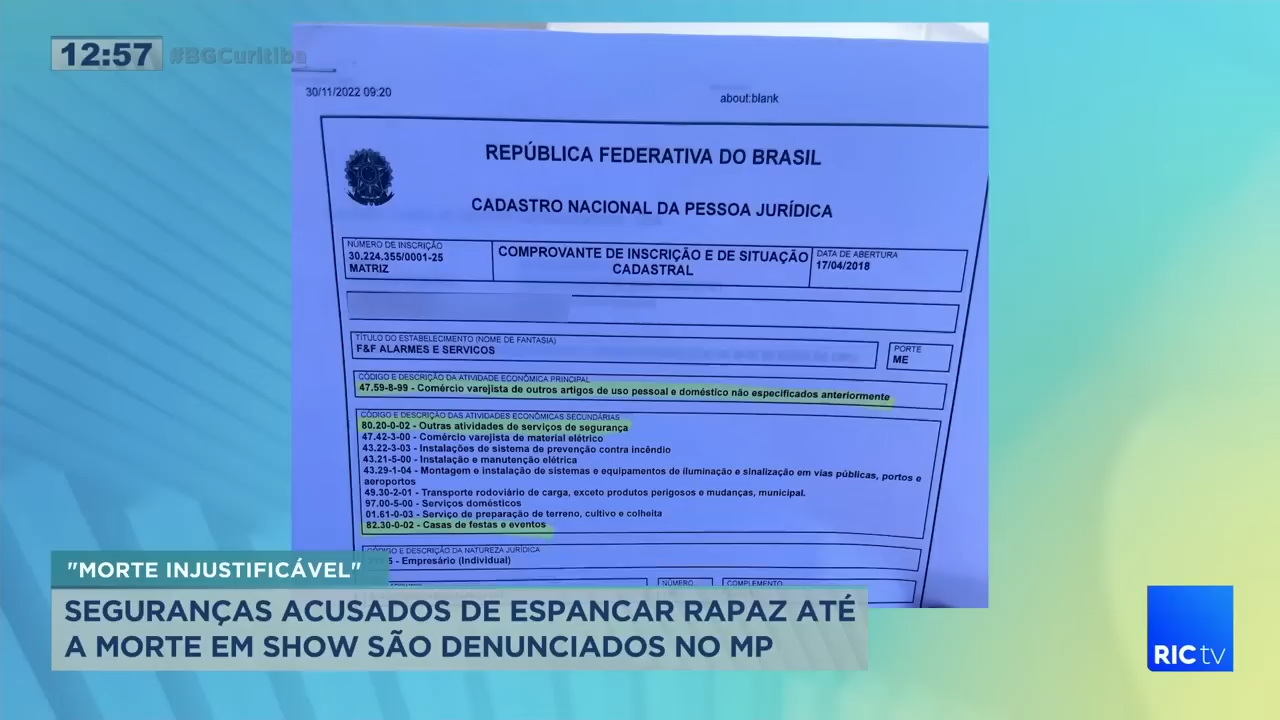 12:57 #BGCuritiba
30/11/2022 09:20
about:blank
REPÚBLICA FEDERATIVA DO BRASIL
CADASTRO NACIONAL DA PESSOA JURÍDICA
NÚMERO DE INSCRIÇÃO
30.224.355/0001-25
MATRIZ
COMPROVANTE DE INSCRIÇÃO E DE SITUAÇÃO
CADASTRAL
DATA DE ABERTURA
17/04/2018
TÍTULO DO ESTABELECIMENTO (NOME DE FANTASIA)
F&F ALARMES E SERVICOS
PORTE
ME
CÓDIGO E DESCRIÇÃO DA ATIVIDADE ECONÔMICA PRINCIPAL
47.59-8-99 - Comércio varejista de outros artigos de uso pessoal e doméstico não especificados anteriormente
CÓDIGO E DESCRIÇÃO DAS ATIVIDADES ECONÔMICAS SECUNDÁRIAS
80.20-0-02 - Outras atividades de serviços de segurança
47.42-3-00 - Comércio varejista de material elétrico
43.22-3-03 - Instalações de sistema de prevenção contra incêndio
43.21-5-00 - Instalação e manutenção elétrica
43.29-1-04 - Montagem e instalação de sistemas e equipamentos de iluminação e sinalização em vias públicas, portos e
aeroportos
49.30-2-01 - Transporte rodoviário de carga, exceto produtos perigosos e mudanças, municipal.
97.00-5-00 - Serviços domésticos
01.61-0-03 - Serviço de preparação de terreno, cultivo e colheita
82.30-0-02 - Casas de festas e eventos
CÓDIGO E DESCRIÇÃO DA NATUREZA JURÍDICA
- Empresário (Individual)
NÚMERO
COMPLEMENTO
"MORTE INJUSTIFICÁVEL"
SEGURANÇAS ACUSADOS DE ESPANCAR RAPAZ ATÉ
A MORTE EM SHOW SÃO DENUNCIADOS NO MP
RIC tv